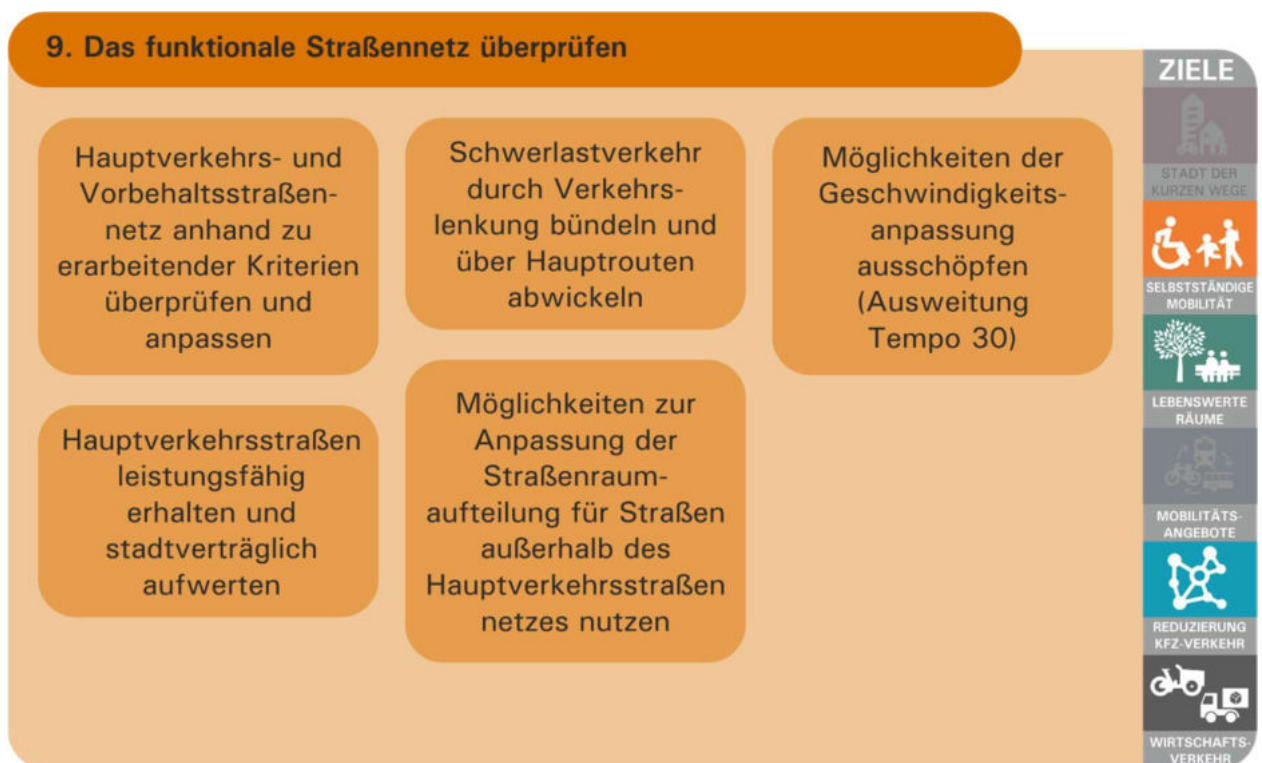 9. Das funktionale Straßennetz überprüfen
Hauptverkehrs- und
Vorbehaltsstraßen-
netz anhand zu
erarbeitender Kriterien
überprüfen und
anpassen
Schwerlastverkehr
durch Verkehrs-
lenkung bündeln und
über Hauptrouten
abwickeln
Möglichkeiten der
Geschwindigkeits-
anpassung
ausschöpfen
(Ausweitung
Tempo 30)
Hauptverkehrsstraßen
leistungsfähig
erhalten und
stadtverträglich
aufwerten
Möglichkeiten zur
Anpassung der
Straßenraum-
aufteilung für Straßen
außerhalb des
Hauptverkehrsstraßen
netzes nutzen
ZIELE
STADT DER
KURZEN WEGE
SELBSTSTÄNDIGE
MOBILITÄT
LEBENSWERTE
RÄUME
MOBILITÄTS-
ANGEBOTE
REDUZIERUNG
KFZ-VERKEHR
WIRTSCHAFTS-
VERKEHR